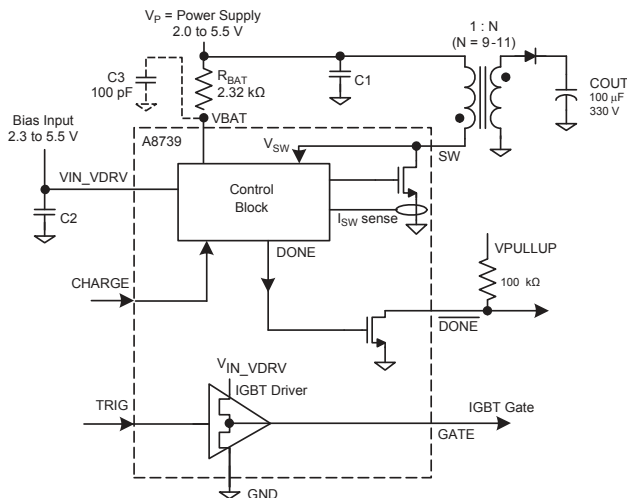 V_P = Power Supply
2.0 to 5.5 V
1 : N
(N = 9-11)
C3
100 pF
R_BAT
2.32 kΩ
C1
COUT
100 µF
330 V
Bias Input
2.3 to 5.5 V
VBAT
A8739
V_SW
SW
VIN_VDRV
Control
Block
C2
I_SW sense
DONE
VPULLUP
100 kΩ
CHARGE
DONE
V_IN_VDRV
IGBT Driver
TRIG
IGBT Gate
GATE
GND